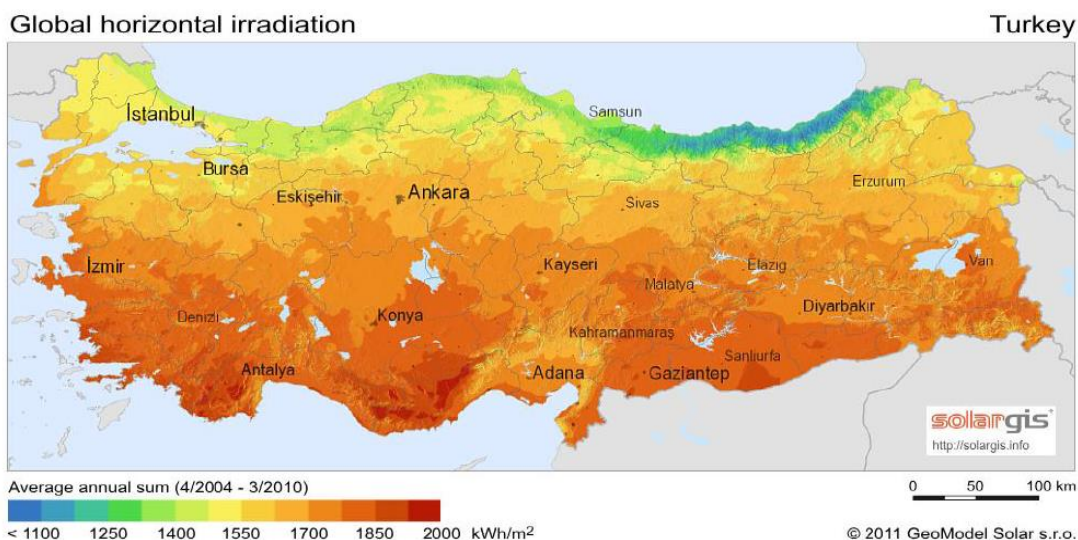 Global horizontal irradiation
Turkey
Samsun
İstanbul
Bursa
Eskişehir
Ankara
Erzurum
Sivas
İzmir
Kayseri
Elazıg
Van
Malatya
Denizli
Konya
Diyarbakır
Kahramanmaraş
Antalya
Adana
Gaziantep
Sanlıurfa
solargis
http://solargis.info
Average annual sum (4/2004 - 3/2010)
0 50 100 km
< 1100 1250 1400 1550 1700 1850 2000 kWh/m²
© 2011 GeoModel Solar s.r.o.